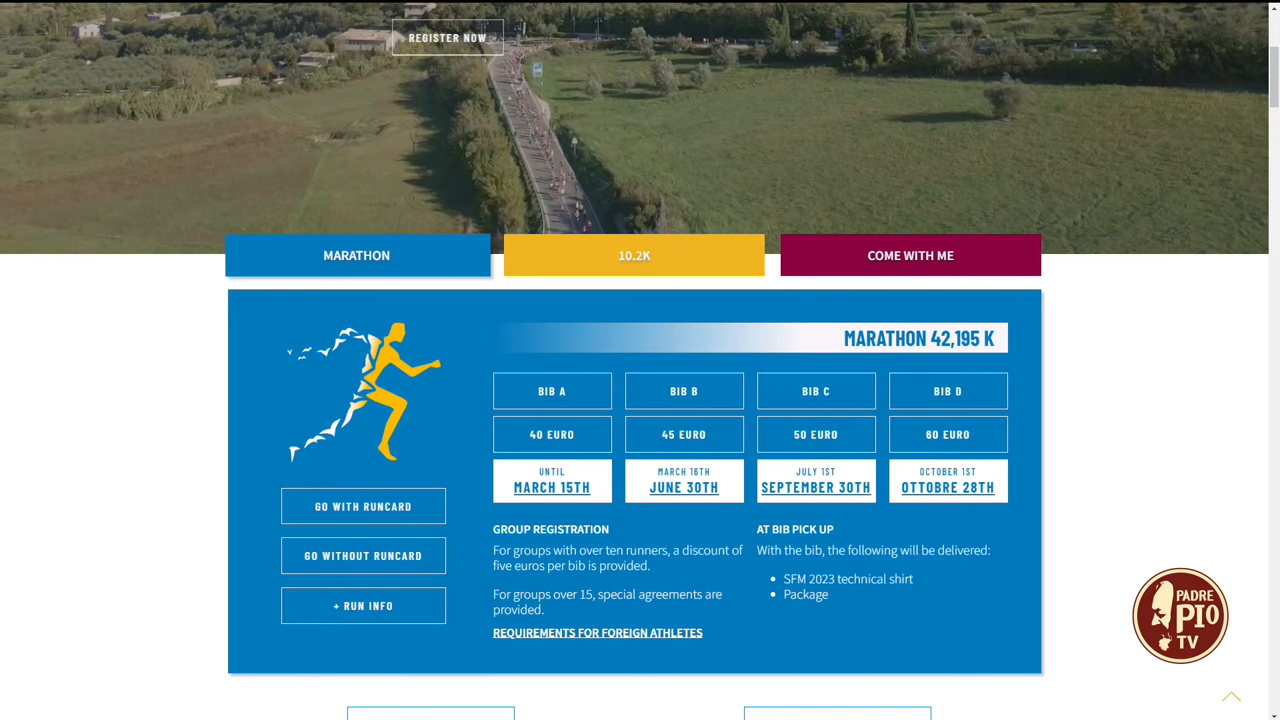 REGISTER NOW
MARATHON
10.2K
COME WITH ME
MARATHON 42,195 K
BIB A
BIB B
BIB C
BIB D
40 EURO
45 EURO
50 EURO
60 EURO
UNTIL
MARCH 15TH
MARCH 16TH
JUNE 30TH
JULY 1ST
SEPTEMBER 30TH
OCTOBER 1ST
OTTOBRE 28TH
GO WITH RUNCARD
GO WITHOUT RUNCARD
+ RUN INFO
GROUP REGISTRATION
For groups with over ten runners, a discount of
five euros per bib is provided.
For groups over 15, special agreements are
provided.
REQUIREMENTS FOR FOREIGN ATHLETES
AT BIB PICK UP
With the bib, the following will be delivered:
• SFM 2023 technical shirt
• Package
PADRE
PIO
TV